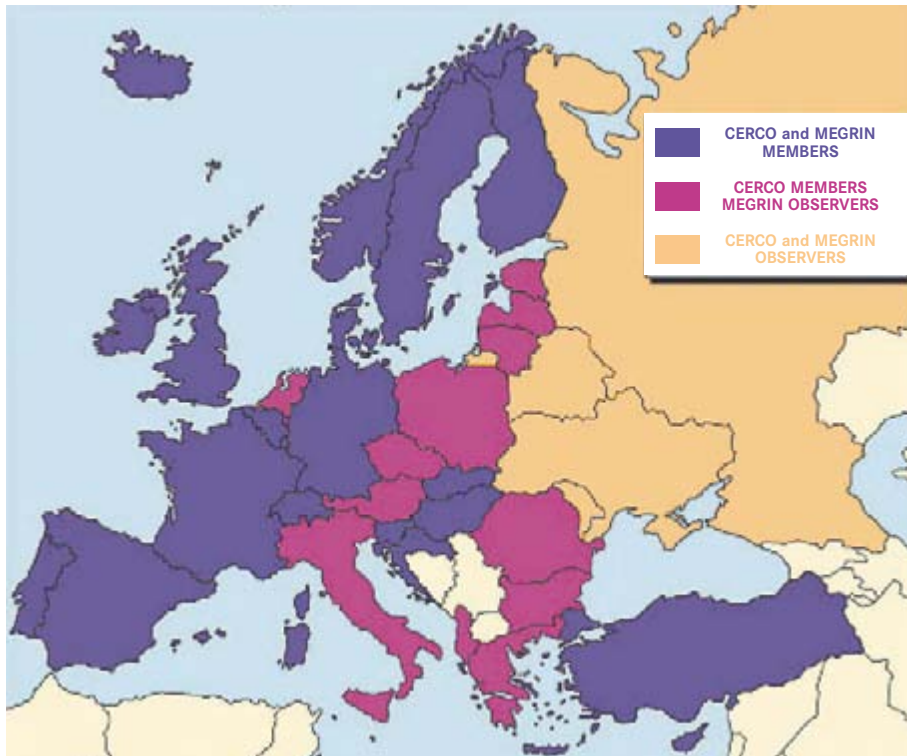 CERCO and MEGRIN
MEMBERS
CERCO MEMBERS
MEGRIN OBSERVERS
CERCO and MEGRIN
OBSERVERS